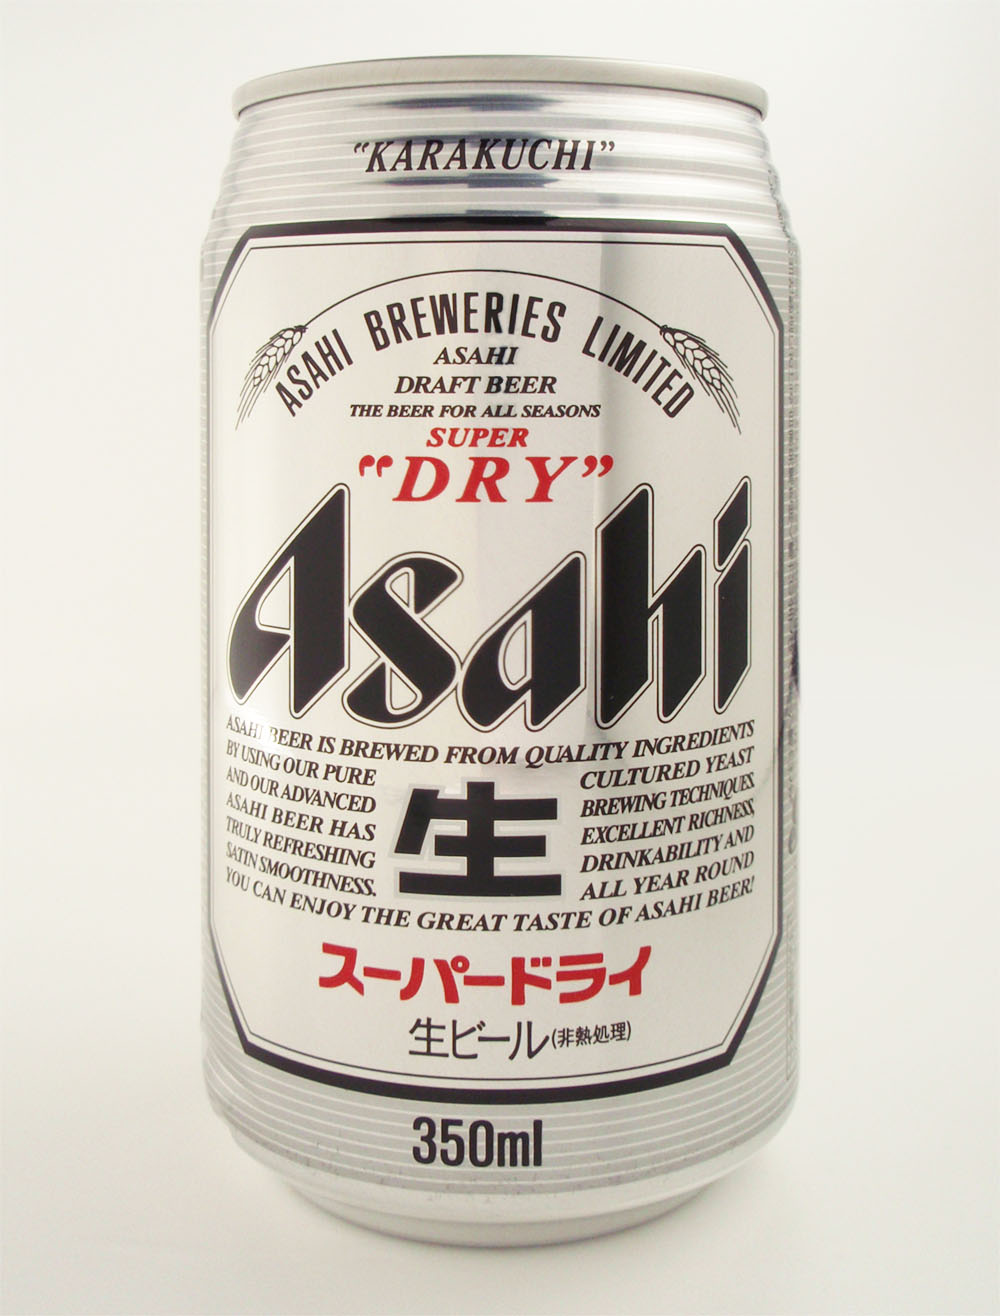 “KARAKUCHI”
ASAHI BREWERIES LIMITED
ASAHI
DRAFT BEER
THE BEER FOR ALL SEASONS
SUPER
“DRY”
Asahi
ASAHI BEER IS BREWED FROM QUALITY INGREDIENTS
BY USING OUR PURE CULTURED YEAST
AND OUR ADVANCED BREWING TECHNIQUES.
ASAHI BEER HAS EXCELLENT RICHNESS,
TRULY REFRESHING DRINKABILITY AND
SATIN SMOOTHNESS. ALL YEAR ROUND
生
YOU CAN ENJOY THE GREAT TASTE OF ASAHI BEER!
スーパードライ
生ビール(非熱処理)
350ml